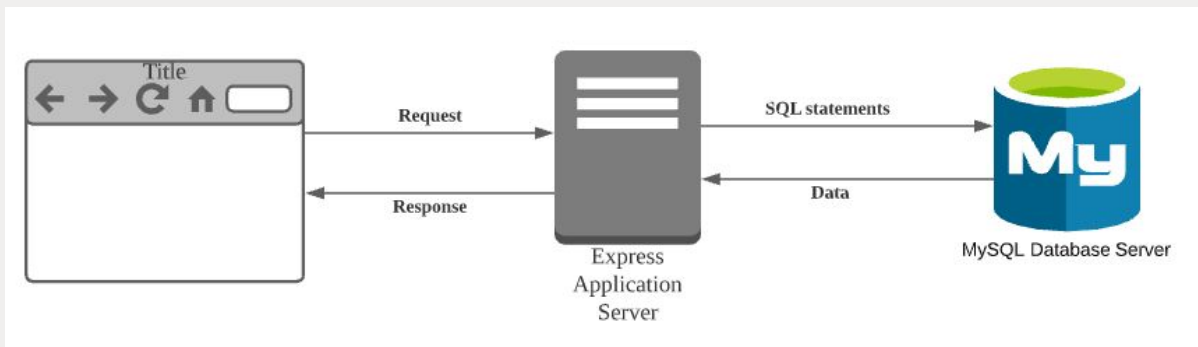 Title
Request
Response
Express
Application
Server
SQL statements
Data
My
MySQL Database Server